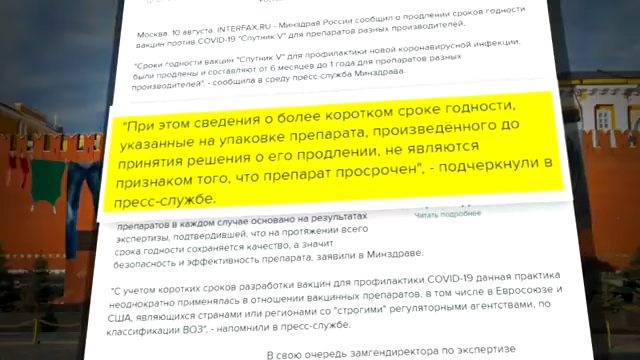 Москва. 10 августа. INTERFAX.RU - Минздрав России сообщил о продлении сроков годности
вакцин против COVID-19 "Спутник V" для препаратов разных производителей.
"Сроки годности вакцин "Спутник V" для профилактики новой коронавирусной инфекции,
были продлены и составляют от 6 месяцев до 1 года для препаратов разных
производителей", - сообщила в среду пресс-служба Минздрава.
"При этом сведения о более коротком сроке годности,
указанные на упаковке препарата, произведённого до
принятия решения о его продлении, не являются
признаком того, что препарат просрочен", - подчеркнули в
пресс-службе.
препаратов в каждом случае основано на результатах
экспертизы, подтвердившей, что на протяжении всего
срока годности сохраняется качество, а значит
безопасность и эффективность препарата, заявили в Минздраве.
Читать подробнее
"С учетом коротких сроков разработки вакцин для профилактики COVID-19 данная практика
неоднократно применялась в отношении вакцинных препаратов, в том числе в Евросоюзе и
США, являющихся странами или регионами со "строгими" регуляторными агентствами, по
классификации ВОЗ", - напомнили в пресс-службе.
В свою очередь замгендиректора по экспертизе